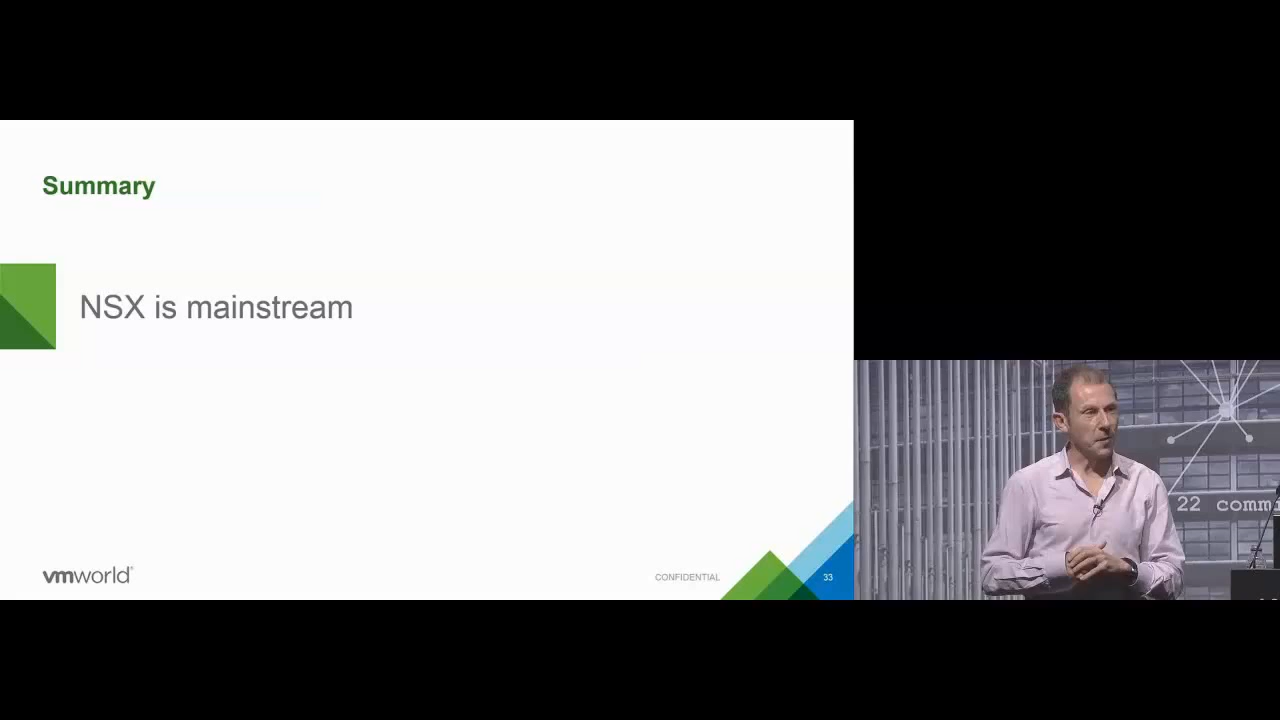 Summary
NSX is mainstream
22 comm
vmworld
CONFIDENTIAL
33